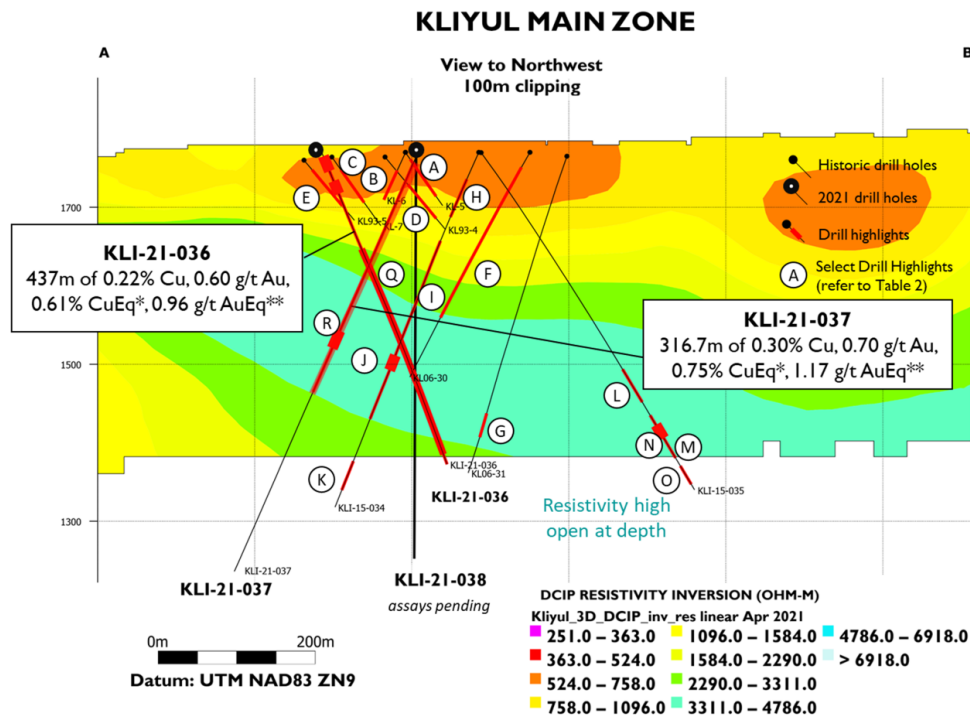 KLIYUL MAIN ZONE
A
B
View to Northwest
100m clipping
C
A
B
E
H
D
KL-6
KL-5
KL93-5
KL-7
KL93-4
1700
Historic drill holes
2021 drill holes
Drill highlights
A
Select Drill Highlights
(refer to Table 2)
KLI-21-036
437m of 0.22% Cu, 0.60 g/t Au,
0.61% CuEq*, 0.96 g/t AuEq**
Q
F
I
R
J
KLI-21-037
316.7m of 0.30% Cu, 0.70 g/t Au,
0.75% CuEq*, 1.17 g/t AuEq**
1500
KL06-30
L
G
N
M
K
O
KLI-21-036
KL06-31
KLI-21-036
KLI-15-034
KLI-15-035
Resistivity high
open at depth
1300
KLI-21-037
KLI-21-037
KLI-21-038
assays pending
0m
200m
Datum: UTM NAD83 ZN9
DCIP RESISTIVITY INVERSION (OHM-M)
Kliyul_3D_DCIP_inv_res linear Apr 2021
251.0 – 363.0
363.0 – 524.0
524.0 – 758.0
758.0 – 1096.0
1096.0 – 1584.0
1584.0 – 2290.0
2290.0 – 3311.0
3311.0 – 4786.0
4786.0 – 6918.0
> 6918.0